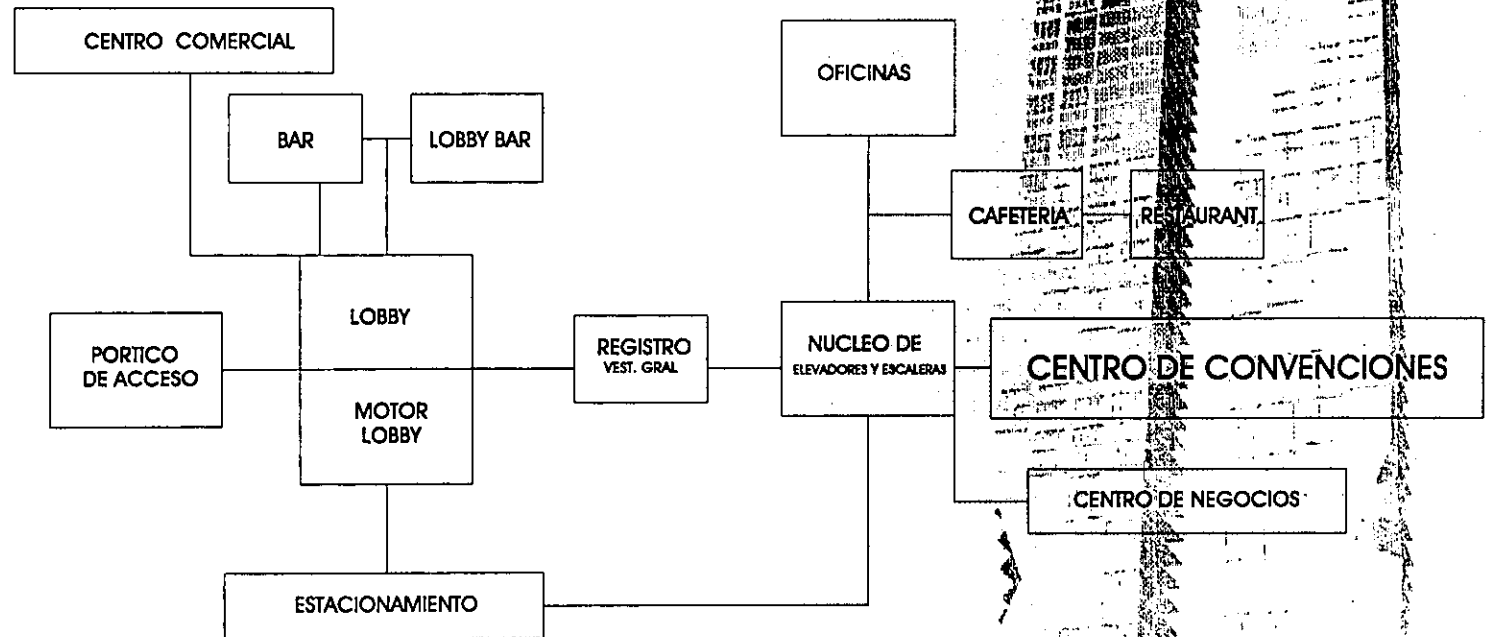 CENTRO COMERCIAL
OFICINAS
BAR
LOBBY BAR
CAFETERIA
RESTAURANT
LOBBY
PORTICO
DE ACCESO
REGISTRO
VEST. GRAL
NUCLEO DE
ELEVADORES Y ESCALERAS
CENTRO DE CONVENCIONES
MOTOR
LOBBY
CENTRO DE NEGOCIOS
ESTACIONAMIENTO